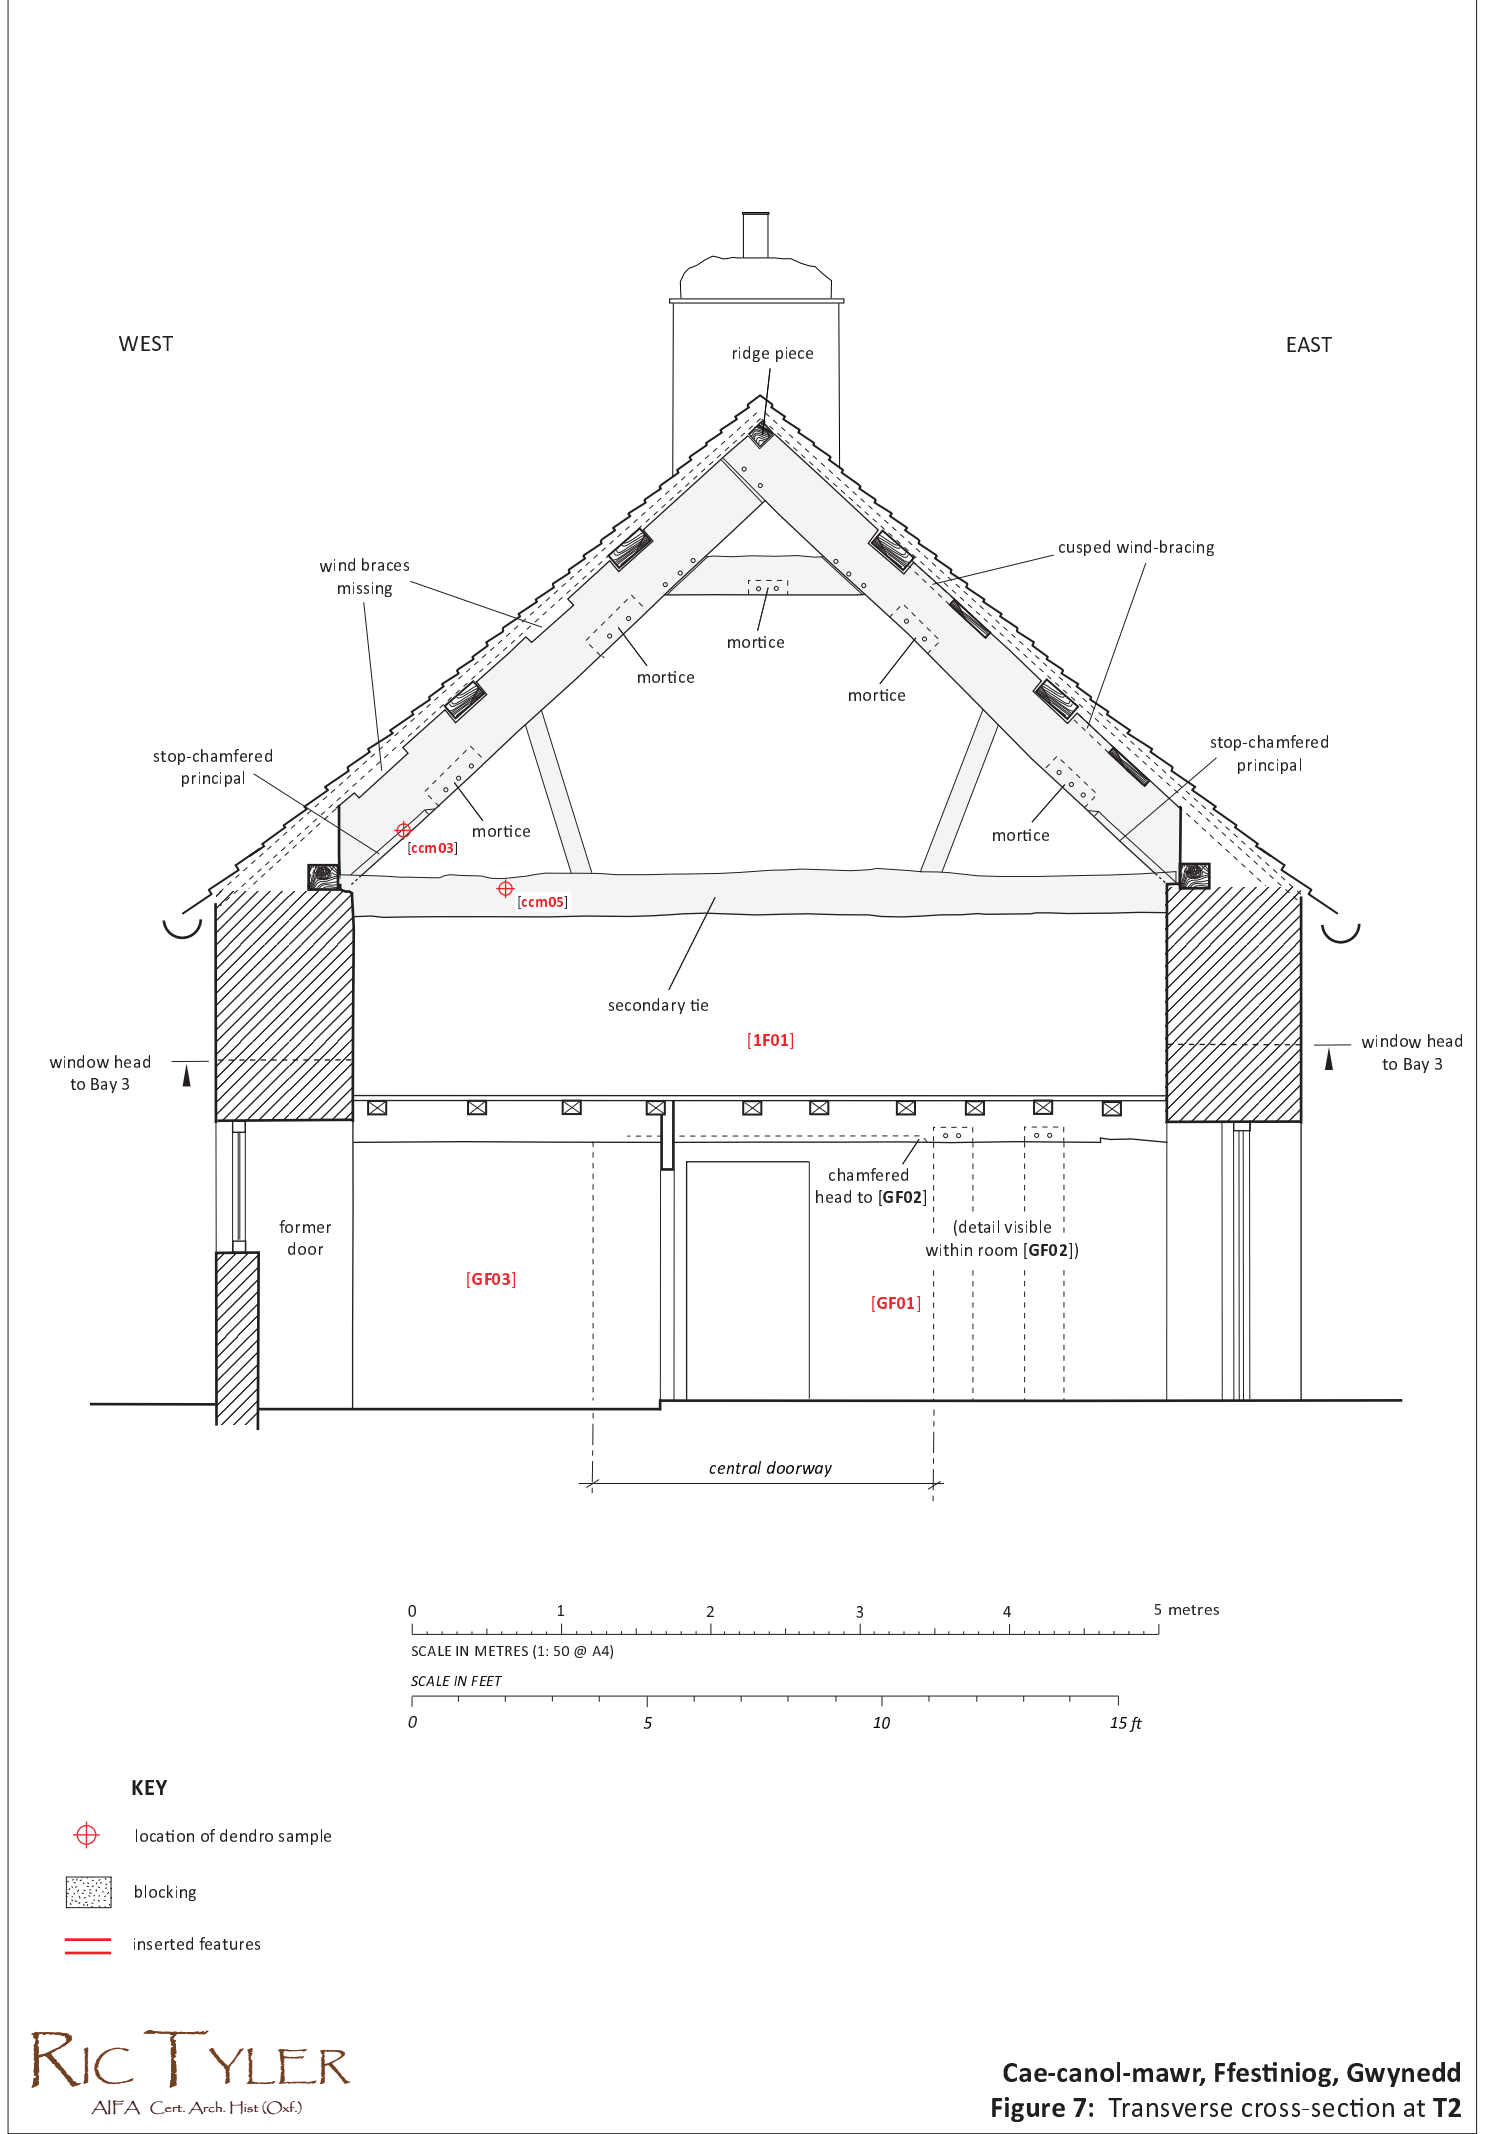 WEST
EAST
ridge piece
cusped wind-bracing
wind braces
missing
mortice
mortice
mortice
stop-chamfered
principal
stop-chamfered
principal
mortice
mortice
[ccm03]
[ccm05]
secondary tie
[1F01]
window head
to Bay 3
window head
to Bay 3
chamfered
head to [GF02]
former
door
(detail visible
within room [GF02])
[GF03]
[GF01]
central doorway
0 1 2 3 4 5 metres
SCALE IN METRES (1: 50 @ A4)
SCALE IN FEET
0 5 10 15 ft
KEY
location of dendro sample
blocking
inserted features
RIC TYLER
AIFA Cert. Arch. Hist (Oxf.)
Cae-canol-mawr, Ffestiniog, Gwynedd
Figure 7: Transverse cross-section at T2